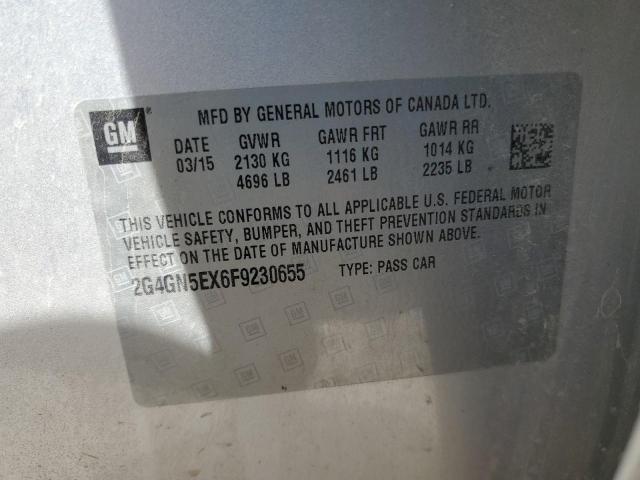 GM
MFD BY GENERAL MOTORS OF CANADA LTD.
DATE GVWR GAWR FRT GAWR RR
03/15 2130 KG 1116 KG 1014 KG
4696 LB 2461 LB 2235 LB
THIS VEHICLE CONFORMS TO ALL APPLICABLE U.S. FEDERAL MOTOR
VEHICLE SAFETY, BUMPER, AND THEFT PREVENTION STANDARDS IN
EFFECT ON THE DATE OF MANUFACTURE SHOWN ABOVE.
2G4GN5EX6F9230655 TYPE: PASS CAR